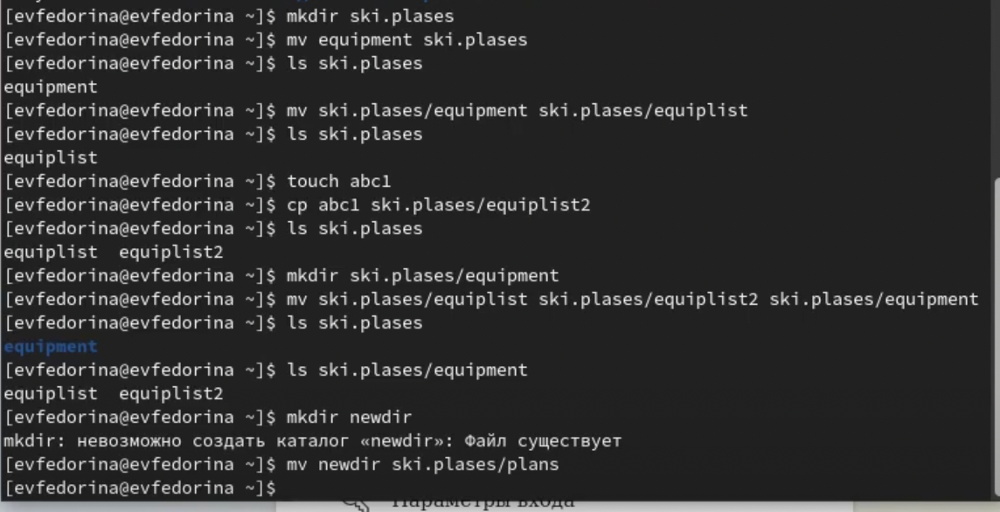 [evfedorina@evfedorina ~]$ mkdir ski.plases
[evfedorina@evfedorina ~]$ mv equipment ski.plases
[evfedorina@evfedorina ~]$ ls ski.plases
equipment
[evfedorina@evfedorina ~]$ mv ski.plases/equipment ski.plases/equiplist
[evfedorina@evfedorina ~]$ ls ski.plases
equiplist
[evfedorina@evfedorina ~]$ touch abc1
[evfedorina@evfedorina ~]$ cp abc1 ski.plases/equiplist2
[evfedorina@evfedorina ~]$ ls ski.plases
equiplist  equiplist2
[evfedorina@evfedorina ~]$ mkdir ski.plases/equipment
[evfedorina@evfedorina ~]$ mv ski.plases/equiplist ski.plases/equiplist2 ski.plases/equipment
[evfedorina@evfedorina ~]$ ls ski.plases
equipment
[evfedorina@evfedorina ~]$ ls ski.plases/equipment
equiplist  equiplist2
[evfedorina@evfedorina ~]$ mkdir newdir
mkdir: невозможно создать каталог «newdir»: Файл существует
[evfedorina@evfedorina ~]$ mv newdir ski.plases/plans
[evfedorina@evfedorina ~]$
Параметры входа